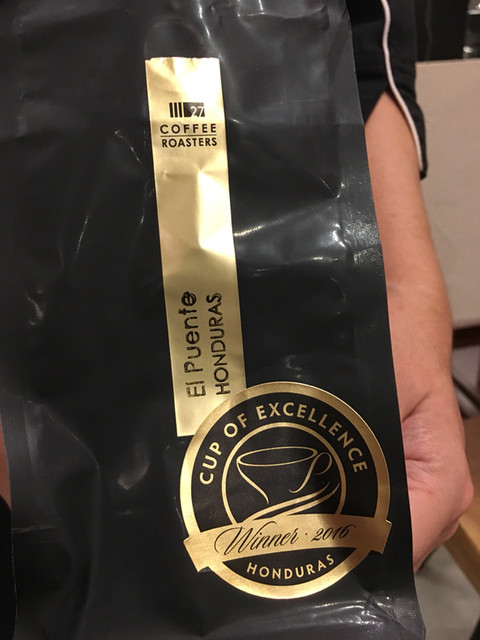 27
COFFEE
ROASTERS
El Puente
HONDURAS
CUP OF EXCELLENCE
Winner · 2016
HONDURAS